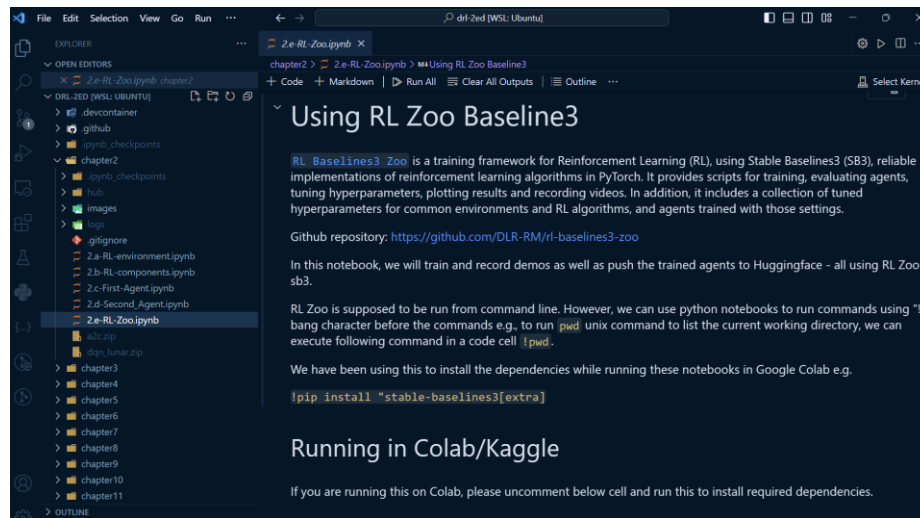 File Edit Selection View Go Run ...
drl-2ed [WSL: Ubuntu]
EXPLORER
2.e-RL-Zoo.ipynb
OPEN EDITORS
2.e-RL-Zoo.ipynb chapter2
chapter2 > 2.e-RL-Zoo.ipynb > M↓Using RL Zoo Baseline3
+ Code + Markdown | Run All Clear All Outputs | Outline ... Select Kern
DRL-2ED [WSL: UBUNTU]
.devcontainer
.github
.ipynb_checkpoints
chapter2
.ipynb_checkpoints
hub
images
logs
.gitignore
2.a-RL-environment.ipynb
2.b-RL-components.ipynb
2.c-First-Agent.ipynb
2.d-Second_Agent.ipynb
2.e-RL-Zoo.ipynb
a2c.zip
dqn_lunar.zip
chapter3
chapter4
chapter5
chapter6
chapter7
chapter8
chapter9
chapter10
chapter11
OUTLINE
Using RL Zoo Baseline3
RL Baselines3 Zoo is a training framework for Reinforcement Learning (RL), using Stable Baselines3 (SB3), reliable
implementations of reinforcement learning algorithms in PyTorch. It provides scripts for training, evaluating agents,
tuning hyperparameters, plotting results and recording videos. In addition, it includes a collection of tuned
hyperparameters for common environments and RL algorithms, and agents trained with those settings.
Github repository: https://github.com/DLR-RM/rl-baselines3-zoo
In this notebook, we will train and record demos as well as push the trained agents to Huggingface - all using RL Zoo
sb3.
RL Zoo is supposed to be run from command line. However, we can use python notebooks to run commands using "!
bang character before the commands e.g., to run pwd unix command to list the current working directory, we can
execute following command in a code cell !pwd.
We have been using this to install the dependencies while running these notebooks in Google Colab e.g.
!pip install "stable-baselines3[extra]
Running in Colab/Kaggle
If you are running this on Colab, please uncomment below cell and run this to install required dependencies.